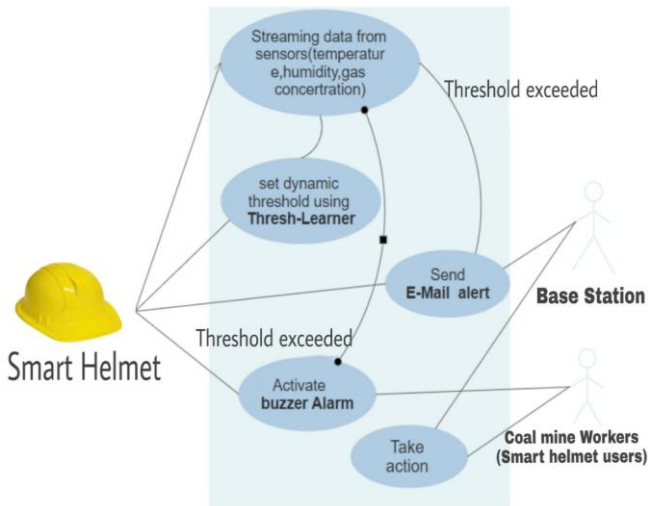 Streaming data from
sensors(temperatur
e,humidity,gas
concertration)
Threshold exceeded
set dynamic
threshold using
Thresh-Learner
Send
E-Mail alert
Base Station
Smart Helmet
Threshold exceeded
Activate
buzzer Alarm
Take
action
Coal mine Workers
(Smart helmet users)